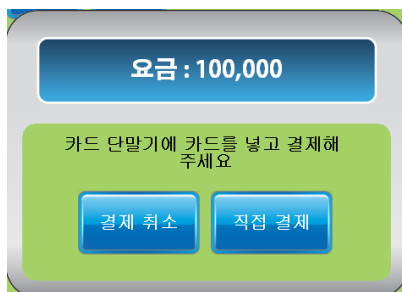 요금 : 100,000
카드 단말기에 카드를 넣고 결제해
주세요
결제 취소
직접 결제